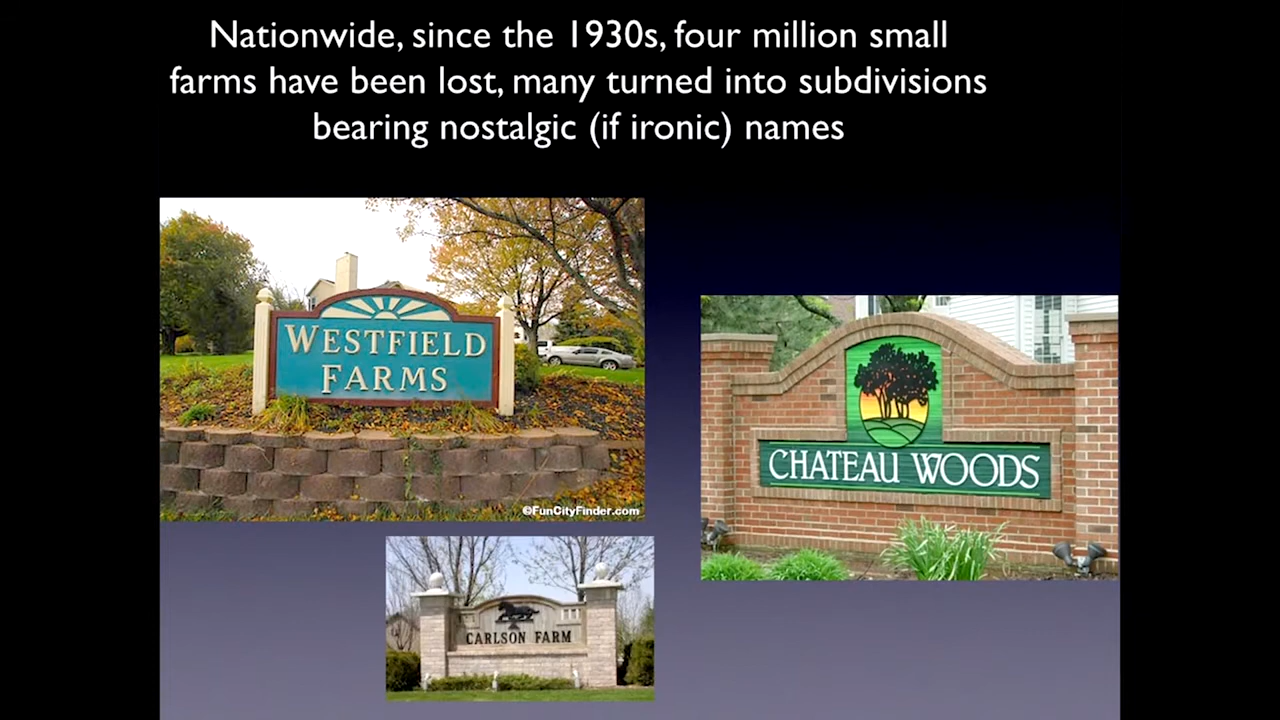 Nationwide, since the 1930s, four million small
farms have been lost, many turned into subdivisions
bearing nostalgic (if ironic) names
WESTFIELD
FARMS
©FunCityFinder.com
CHATEAU WOODS
CARLSON FARM